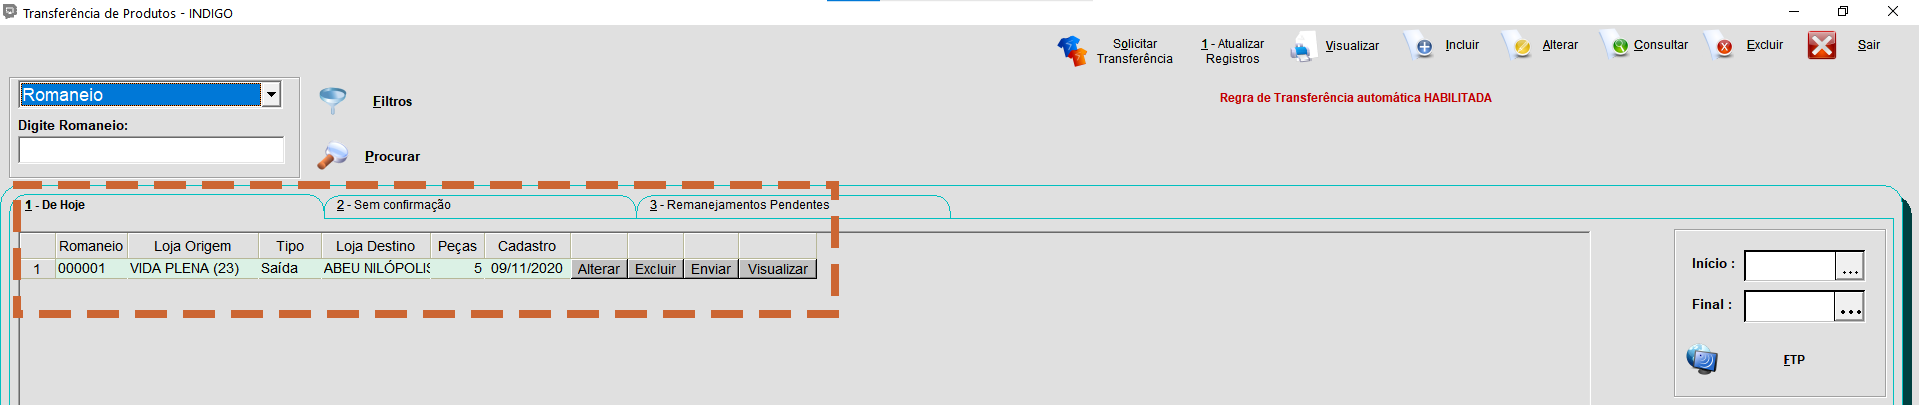 Transferência de Produtos - INDIGO
Solicitar Transferência
1 - Atualizar Registros
Visualizar
Incluir
Alterar
Consultar
Excluir
Sair
Romaneio
Filtros
Regra de Transferência automática HABILITADA
Digite Romaneio:
Procurar
1 - De Hoje
2 - Sem confirmação
3 - Remanejamentos Pendentes
Romaneio Loja Origem Tipo Loja Destino Peças Cadastro
1 000001 VIDA PLENA (23) Saída ABEU NILÓPOLIS 5 09/11/2020 Alterar Excluir Enviar Visualizar
Início : ...
Final : ...
FTP